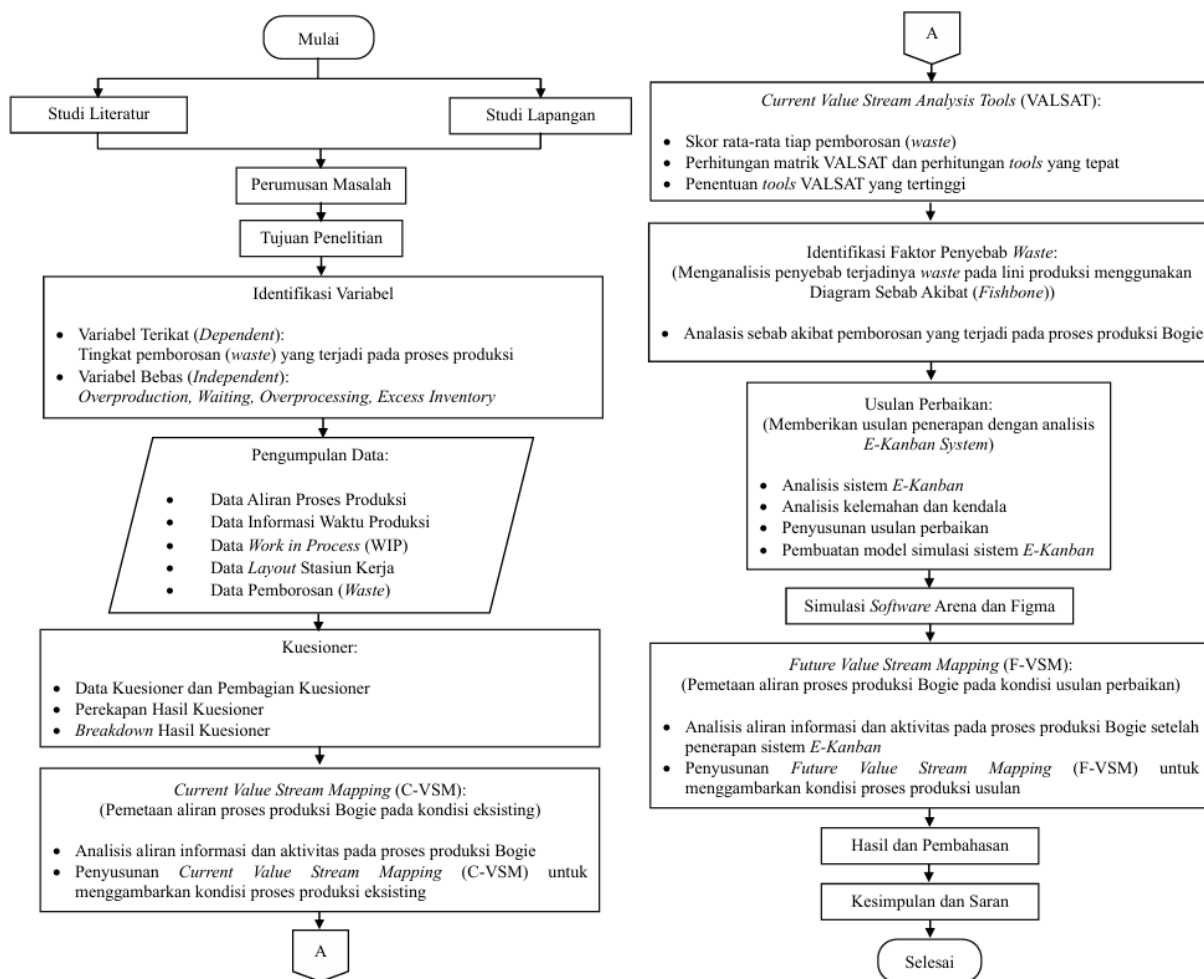 Mulai
Studi Literatur
Studi Lapangan
Perumusan Masalah
Tujuan Penelitian
Identifikasi Variabel
• Variabel Terikat (Dependent):
Tingkat pemborosan (waste) yang terjadi pada proses produksi
• Variabel Bebas (Independent):
Overproduction, Waiting, Overprocessing, Excess Inventory
Pengumpulan Data:
• Data Aliran Proses Produksi
• Data Informasi Waktu Produksi
• Data Work in Process (WIP)
• Data Layout Stasiun Kerja
• Data Pemborosan (Waste)
Kuesioner:
• Data Kuesioner dan Pembagian Kuesioner
• Perekapan Hasil Kuesioner
• Breakdown Hasil Kuesioner
Current Value Stream Mapping (C-VSM):
(Pemetaan aliran proses produksi Bogie pada kondisi eksisting)
• Analisis aliran informasi dan aktivitas pada proses produksi Bogie
• Penyusunan Current Value Stream Mapping (C-VSM) untuk
menggambarkan kondisi proses produksi eksisting
A
A
Current Value Stream Analysis Tools (VALSAT):
• Skor rata-rata tiap pemborosan (waste)
• Perhitungan matrik VALSAT dan perhitungan tools yang tepat
• Penentuan tools VALSAT yang tertinggi
Identifikasi Faktor Penyebab Waste:
(Menganalisis penyebab terjadinya waste pada lini produksi menggunakan
Diagram Sebab Akibat (Fishbone))
• Analasis sebab akibat pemborosan yang terjadi pada proses produksi Bogie
Usulan Perbaikan:
(Memberikan usulan penerapan dengan analisis
E-Kanban System)
• Analisis sistem E-Kanban
• Analisis kelemahan dan kendala
• Penyusunan usulan perbaikan
• Pembuatan model simulasi sistem E-Kanban
Simulasi Software Arena dan Figma
Future Value Stream Mapping (F-VSM):
(Pemetaan aliran proses produksi Bogie pada kondisi usulan perbaikan)
• Analisis aliran informasi dan aktivitas pada proses produksi Bogie setelah
penerapan sistem E-Kanban
• Penyusunan Future Value Stream Mapping (F-VSM) untuk
menggambarkan kondisi proses produksi usulan
Hasil dan Pembahasan
Kesimpulan dan Saran
Selesai